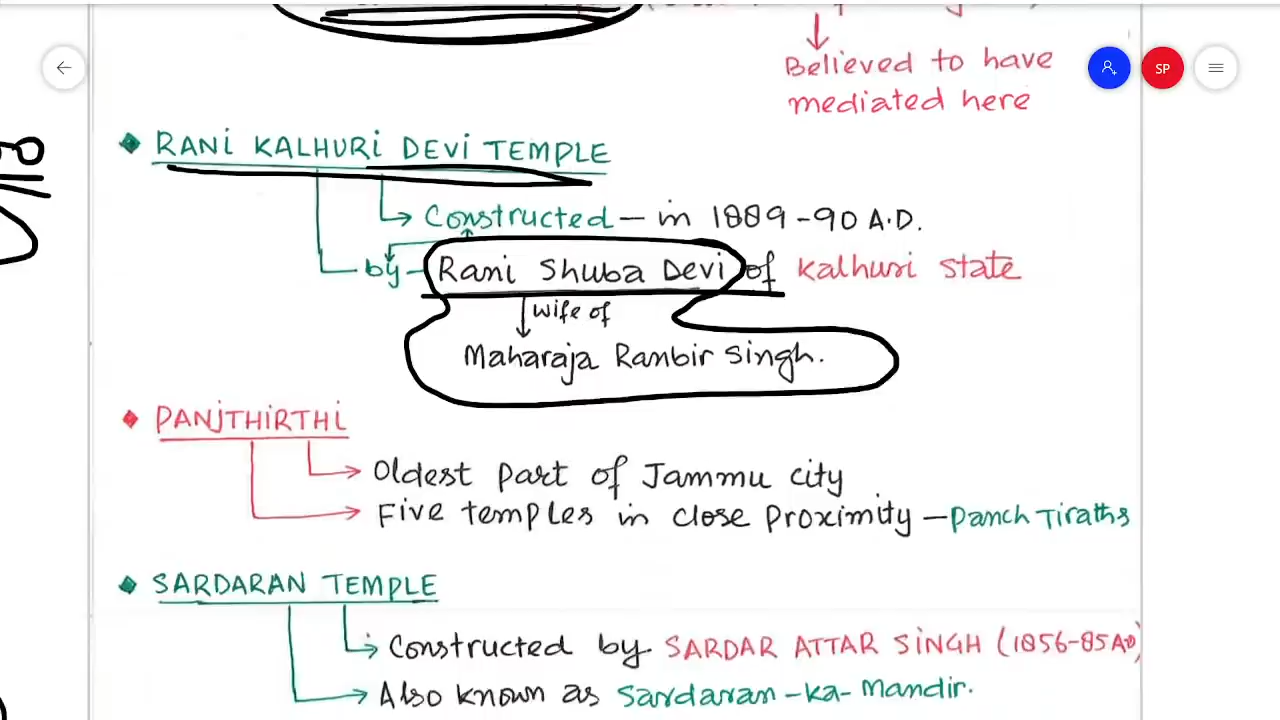 Believed to have
mediated here
SP
RANI KALHURI DEVI TEMPLE
Constructed – in 1889-90 A.D.
by – Rani Shuba Devi of Kalhuri state
wife of
Maharaja Ranbir Singh.
PANJTHIRTHI
Oldest part of Jammu city
Five temples in close proximity – Panch Tiraths
SARDARAN TEMPLE
Constructed by SARDAR ATTAR SINGH (1856-85 AD)
Also known as Sardaran-ka-Mandir.